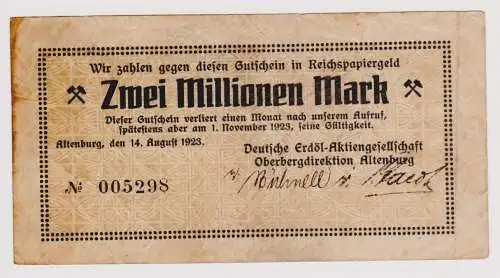 Wir zahlen gegen diesen Gutschein in Reichspapiergeld
Zwei Millionen Mark
Dieser Gutschein verliert einen Monat nach unserem Aufruf,
spätestens aber am 1. November 1923, seine Gültigkeit.
Altenburg, den 14. August 1923.
Deutsche Erdöl-Aktiengesellschaft
Oberbergdirektion Altenburg
№ 005298